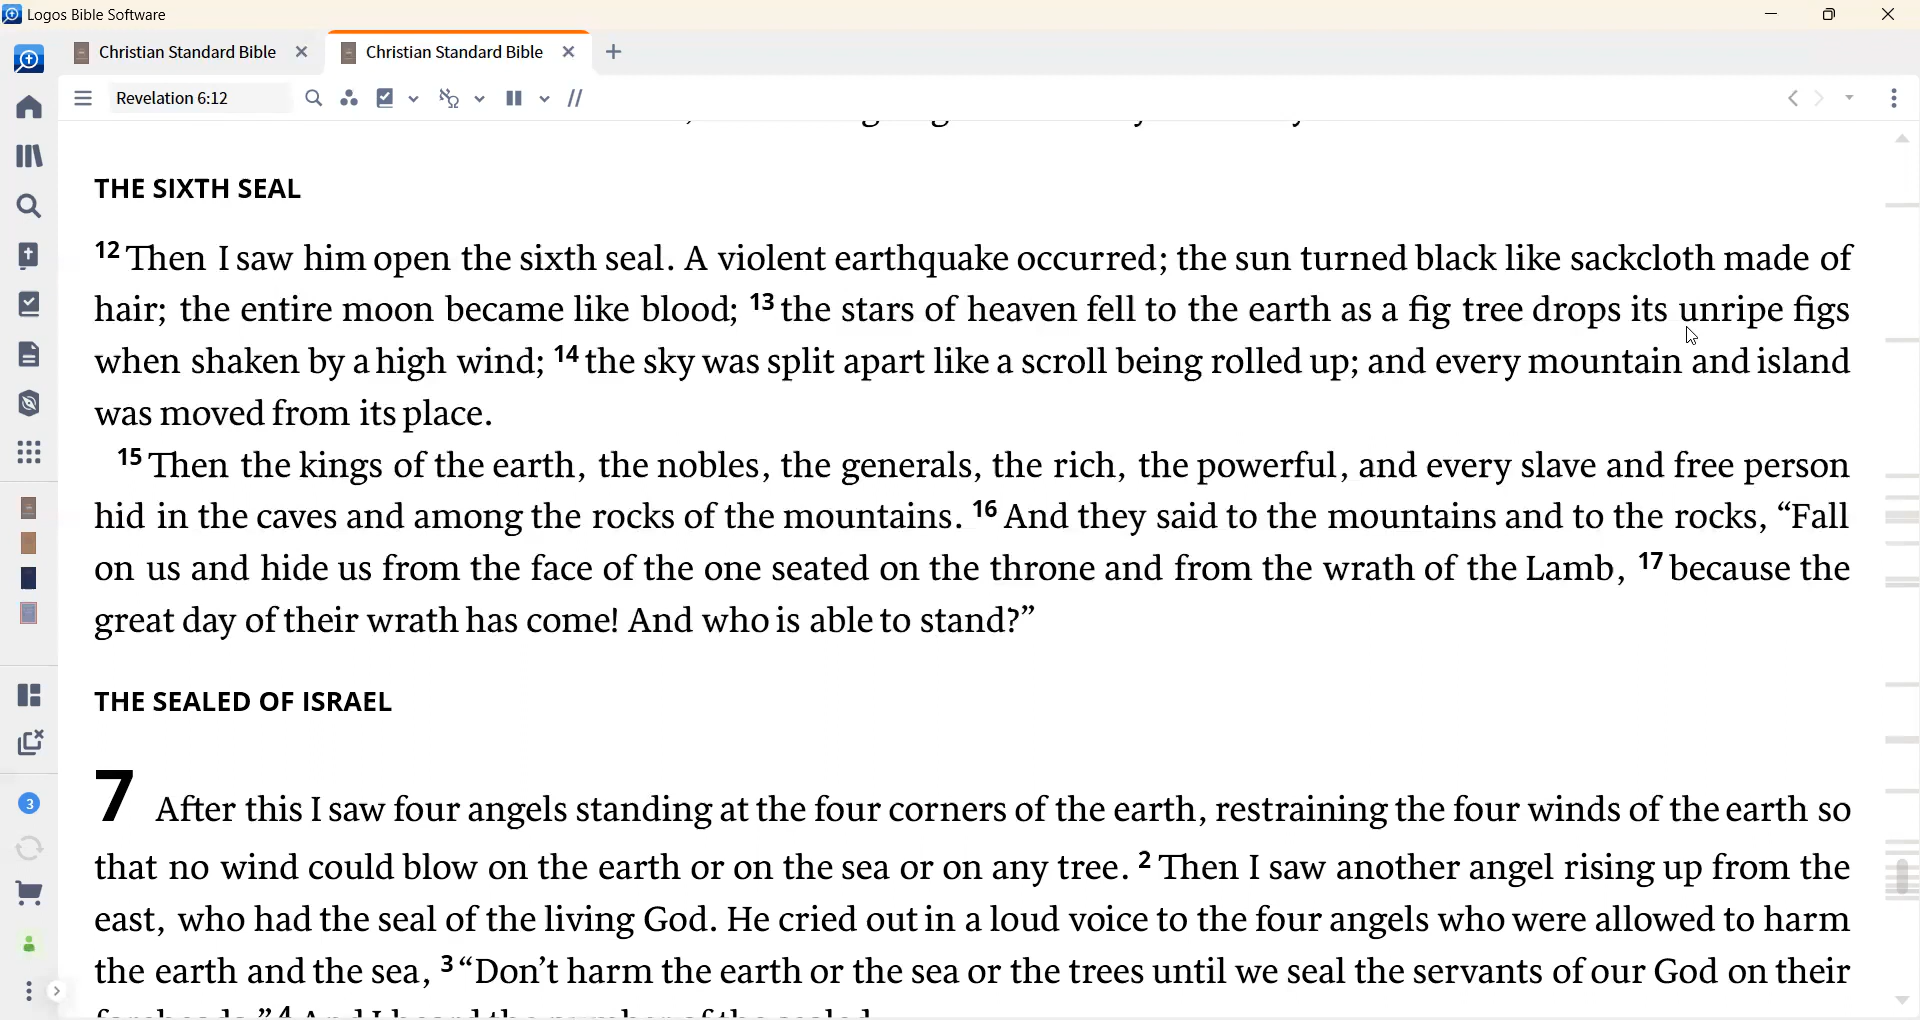 Logos Bible Software
Christian Standard Bible
Christian Standard Bible
Revelation 6:12
THE SIXTH SEAL
12 Then I saw him open the sixth seal. A violent earthquake occurred; the sun turned black like sackcloth made of
hair; the entire moon became like blood; 13 the stars of heaven fell to the earth as a fig tree drops its unripe figs
when shaken by a high wind; 14 the sky was split apart like a scroll being rolled up; and every mountain and island
was moved from its place.
15 Then the kings of the earth, the nobles, the generals, the rich, the powerful, and every slave and free person
hid in the caves and among the rocks of the mountains. 16 And they said to the mountains and to the rocks, “Fall
on us and hide us from the face of the one seated on the throne and from the wrath of the Lamb, 17 because the
great day of their wrath has come! And who is able to stand?”
THE SEALED OF ISRAEL
7 After this I saw four angels standing at the four corners of the earth, restraining the four winds of the earth so
that no wind could blow on the earth or on the sea or on any tree. 2 Then I saw another angel rising up from the
east, who had the seal of the living God. He cried out in a loud voice to the four angels who were allowed to harm
the earth and the sea, 3 “Don’t harm the earth or the sea or the trees until we seal the servants of our God on their
foreheads.” 4 And I heard the number of the sealed
3